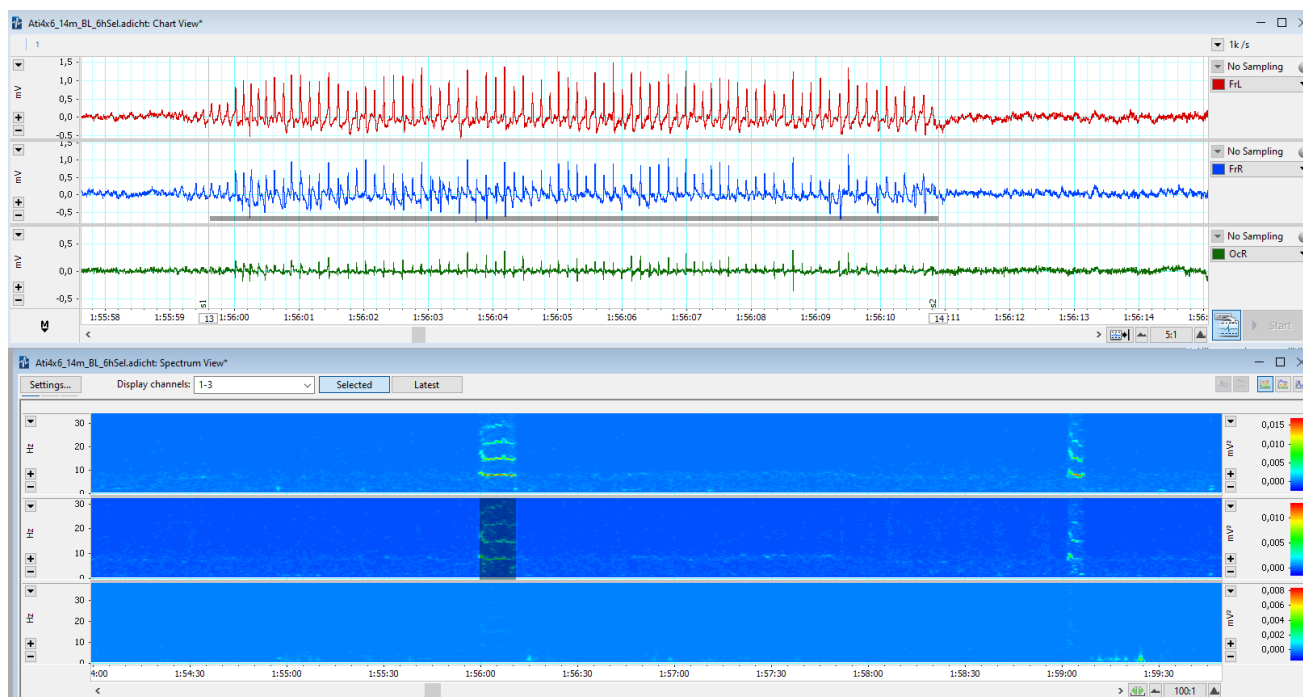 Ati4x6_14m_BL_6hSel.adicht: Chart View*
1
1k /s
1,5
1,0
0,5
0,0
-0,5
mV
No Sampling
FrL
1,5
1,0
0,5
0,0
-0,5
mV
No Sampling
FrR
0,5
0,0
-0,5
mV
No Sampling
OcR
s1
s2
M
1:55:58 1:55:59 13 1:56:00 1:56:01 1:56:02 1:56:03 1:56:04 1:56:05 1:56:06 1:56:07 1:56:08 1:56:09 1:56:10 14 :11 1:56:12 1:56:13 1:56:14 1:56:
5:1
Start
Ati4x6_14m_BL_6hSel.adicht: Spectrum View*
Settings... Display channels: 1-3 Selected Latest
30
20
10
0
Hz
0,015
0,010
0,005
0,000
mV²
30
20
10
0
Hz
0,010
0,005
0,000
mV²
30
20
10
0
Hz
0,008
0,006
0,004
0,002
0,000
mV²
4:00 1:54:30 1:55:00 1:55:30 1:56:00 1:56:30 1:57:00 1:57:30 1:58:00 1:58:30 1:59:00 1:59:30
100:1